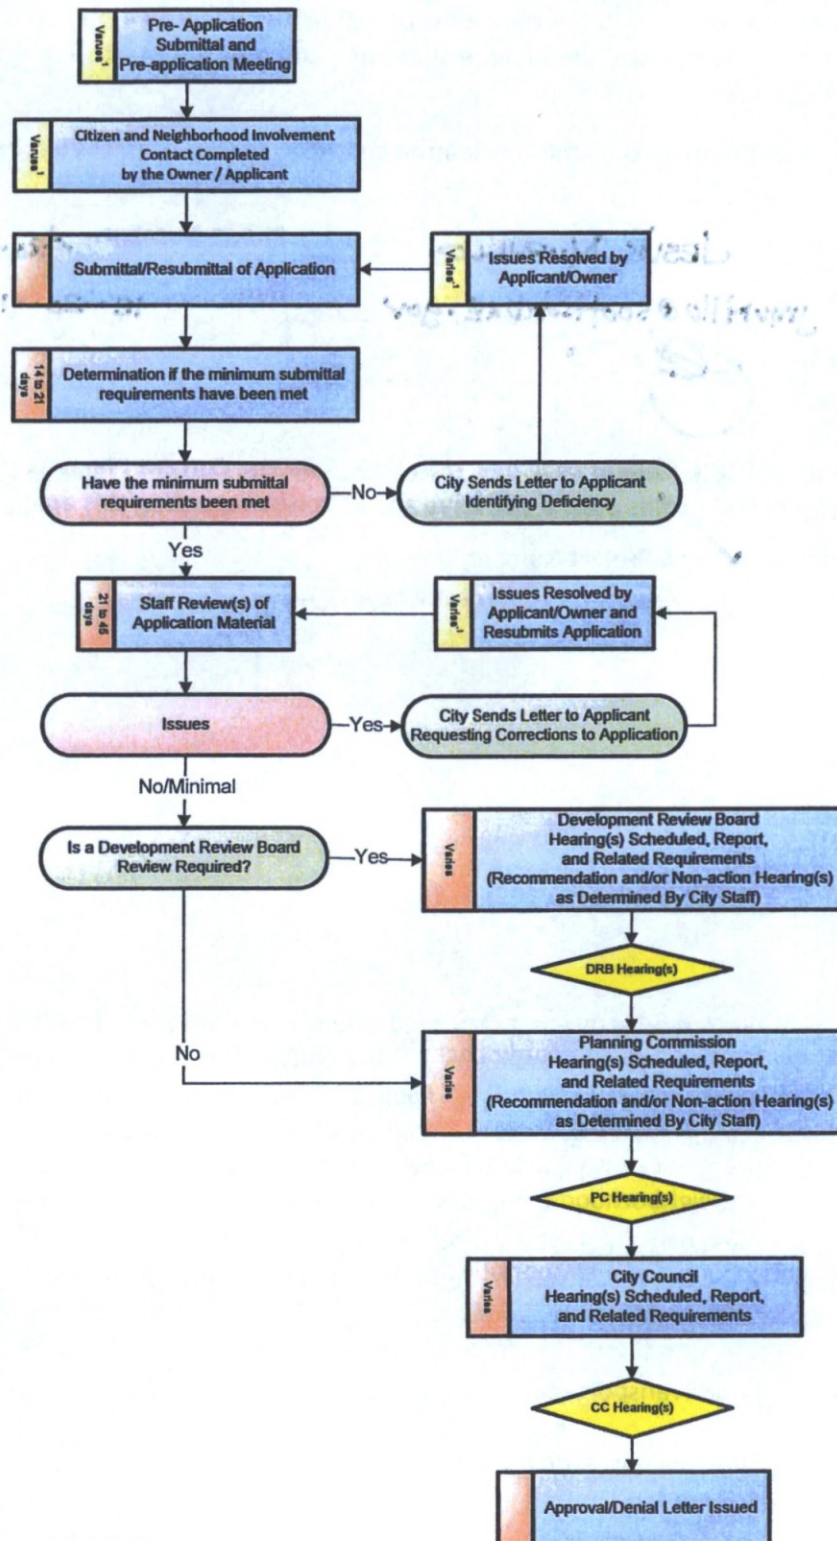 Pre- Application
Submittal and
Pre-application Meeting
Varues¹
Citizen and Neighborhood Involvement
Contact Completed
by the Owner / Applicant
Varues¹
Submittal/Resubmittal of Application
Issues Resolved by
Applicant/Owner
Varies¹
Determination if the minimum submittal
requirements have been met
14 to 21
days
Have the minimum submittal
requirements been met
No
City Sends Letter to Applicant
Identifying Deficiency
Yes
Staff Review(s) of
Application Material
21 to 45
days
Issues Resolved by
Applicant/Owner and
Resubmits Application
Varies¹
Issues
Yes
City Sends Letter to Applicant
Requesting Corrections to Application
No/Minimal
Is a Development Review Board
Review Required?
Yes
Development Review Board
Hearing(s) Scheduled, Report,
and Related Requirements
(Recommendation and/or Non-action Hearing(s)
as Determined By City Staff)
Varies
DRB Hearing(s)
No
Planning Commission
Hearing(s) Scheduled, Report,
and Related Requirements
(Recommendation and/or Non-action Hearing(s)
as Determined By City Staff)
Varies
PC Hearing(s)
City Council
Hearing(s) Scheduled, Report,
and Related Requirements
Varies
CC Hearing(s)
Approval/Denial Letter Issued